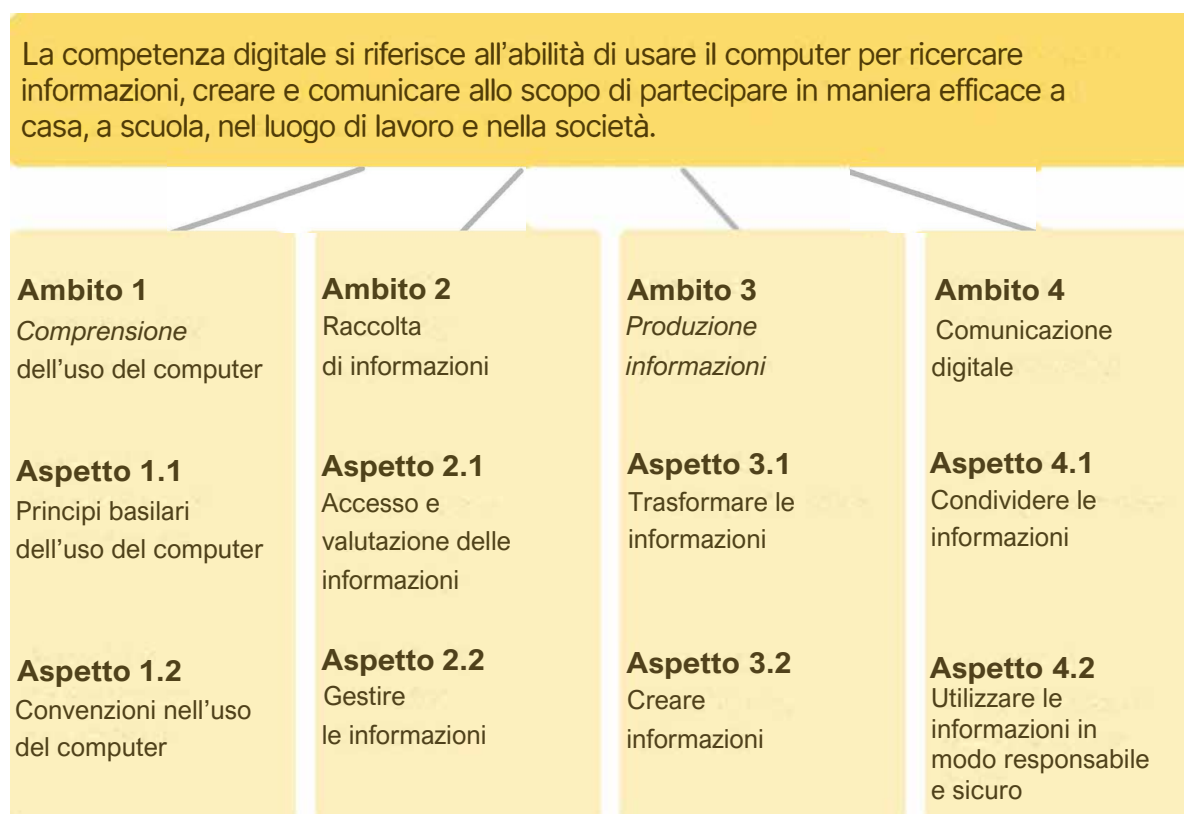 La competenza digitale si riferisce all'abilità di usare il computer per ricercare
informazioni, creare e comunicare allo scopo di partecipare in maniera efficace a
casa, a scuola, nel luogo di lavoro e nella società.
Ambito 1
Comprensione
dell'uso del computer
Aspetto 1.1
Principi basilari
dell'uso del computer
Aspetto 1.2
Convenzioni nell'uso
del computer
Ambito 2
Raccolta
di informazioni
Aspetto 2.1
Accesso e
valutazione delle
informazioni
Aspetto 2.2
Gestire
le informazioni
Ambito 3
Produzione
informazioni
Aspetto 3.1
Trasformare le
informazioni
Aspetto 3.2
Creare
informazioni
Ambito 4
Comunicazione
digitale
Aspetto 4.1
Condividere le
informazioni
Aspetto 4.2
Utilizzare le
informazioni in
modo responsabile
e sicuro